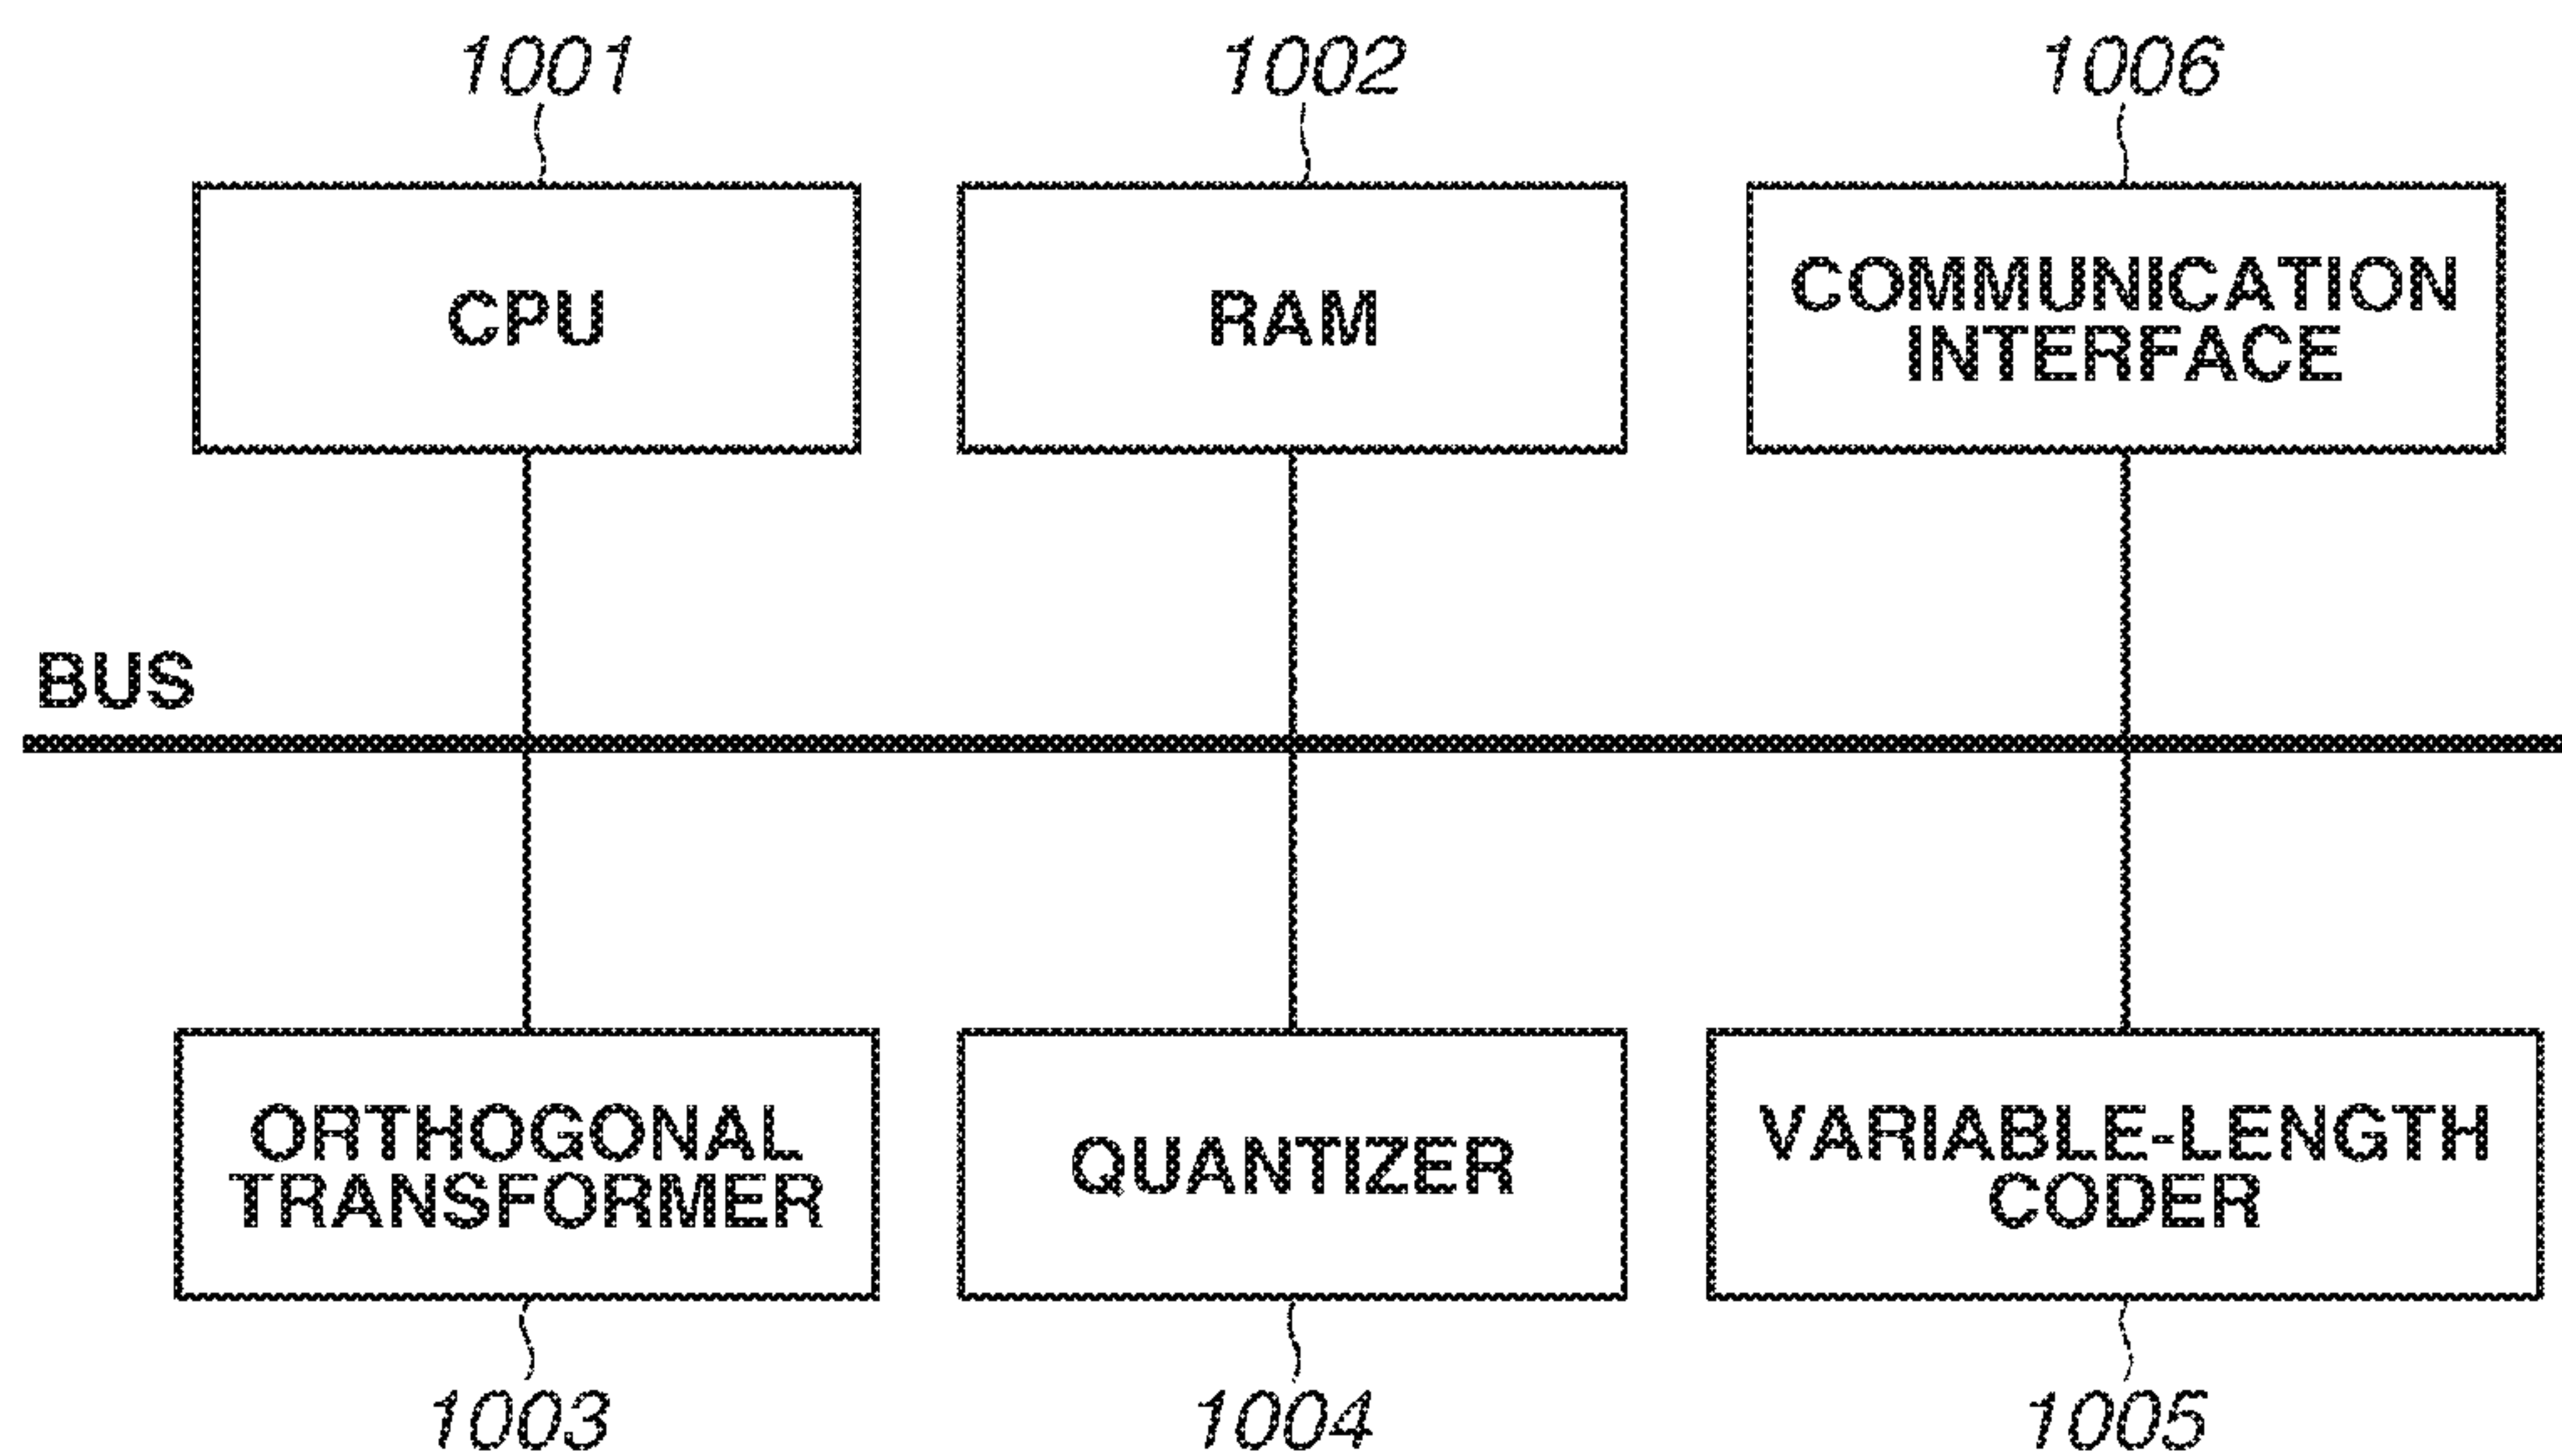 1001
1002
1006
CPU
RAM
COMMUNICATION
INTERFACE
BUS
ORTHOGONAL
TRANSFORMER
QUANTIZER
VARIABLE-LENGTH
CODER
1003
1004
1005